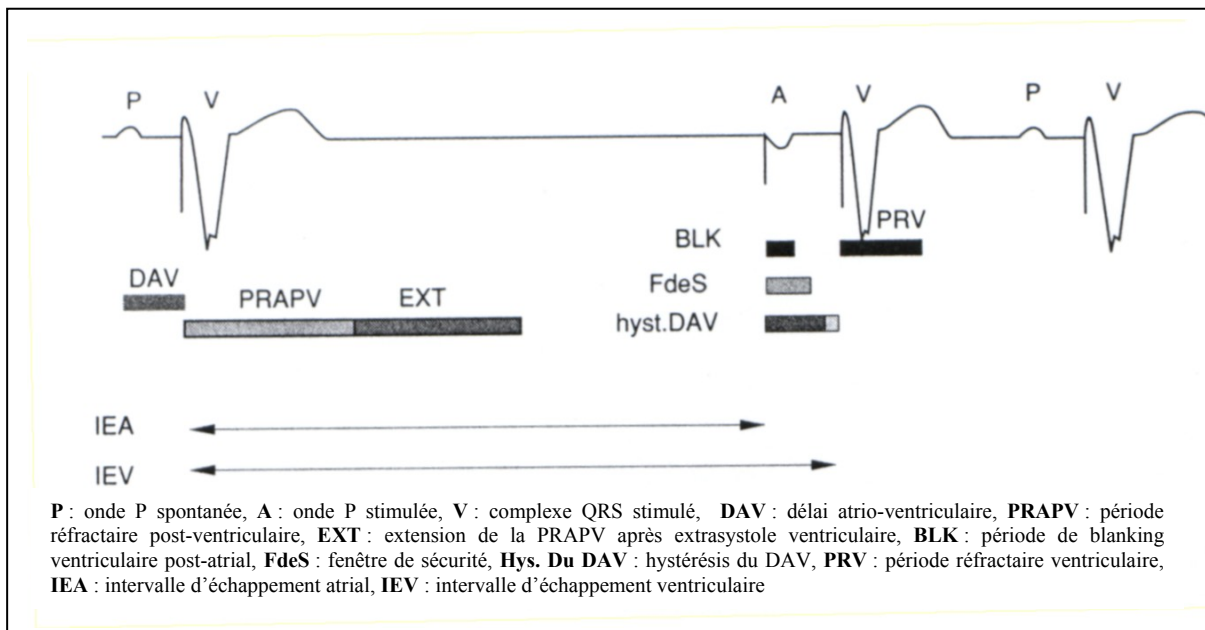 P V A V P V
BLK PRV
DAV FdeS
PRAPV EXT hyst.DAV
IEA
IEV
P : onde P spontanée, A : onde P stimulée, V : complexe QRS stimulé, DAV : délai atrio-ventriculaire, PRAPV : période
réfractaire post-ventriculaire, EXT : extension de la PRAPV après extrasystole ventriculaire, BLK : période de blanking
ventriculaire post-atrial, FdeS : fenêtre de sécurité, Hys. Du DAV : hystérésis du DAV, PRV : période réfractaire ventriculaire,
IEA : intervalle d'échappement atrial, IEV : intervalle d'échappement ventriculaire